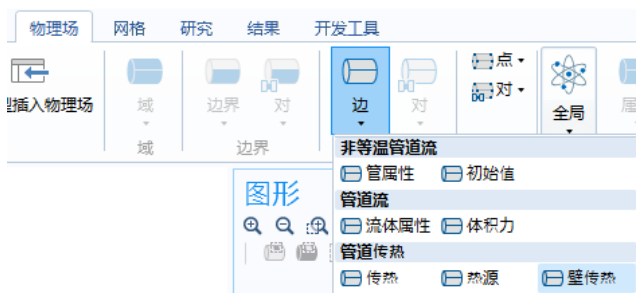 物理场 网格 研究 结果 开发工具
点
型插入物理场 域 边界 对 边 对 对 全局
域 边界
非等温管道流
管属性 初始值
图形
管道流
流体属性 体积力
管道传热
传热 热源 壁传热